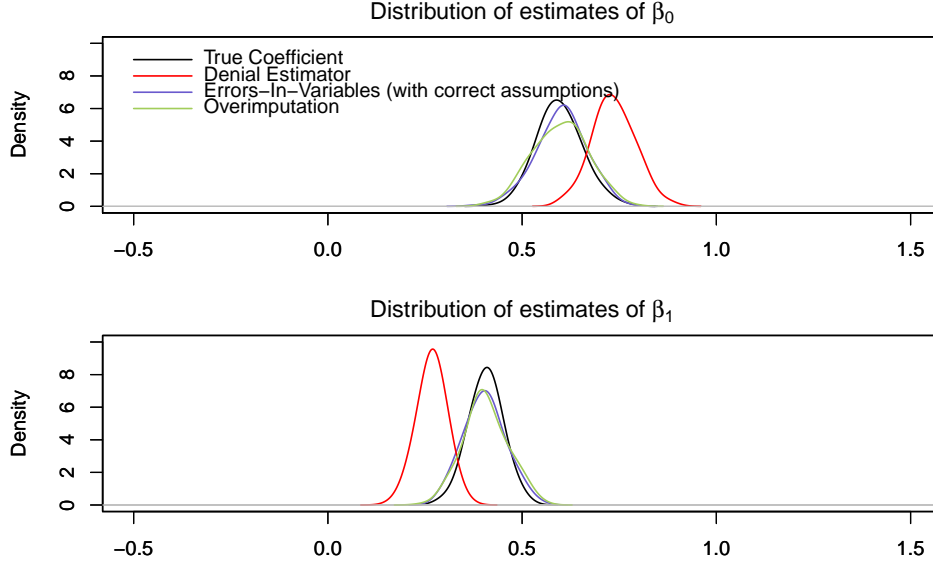 Distribution of estimates of β0
Density
0
2
4
6
8
True Coefficient
Denial Estimator
Errors−In−Variables (with correct assumptions)
Overimputation
−0.5
0.0
0.5
1.0
1.5
Distribution of estimates of β1
Density
0
2
4
6
8
−0.5
0.0
0.5
1.0
1.5